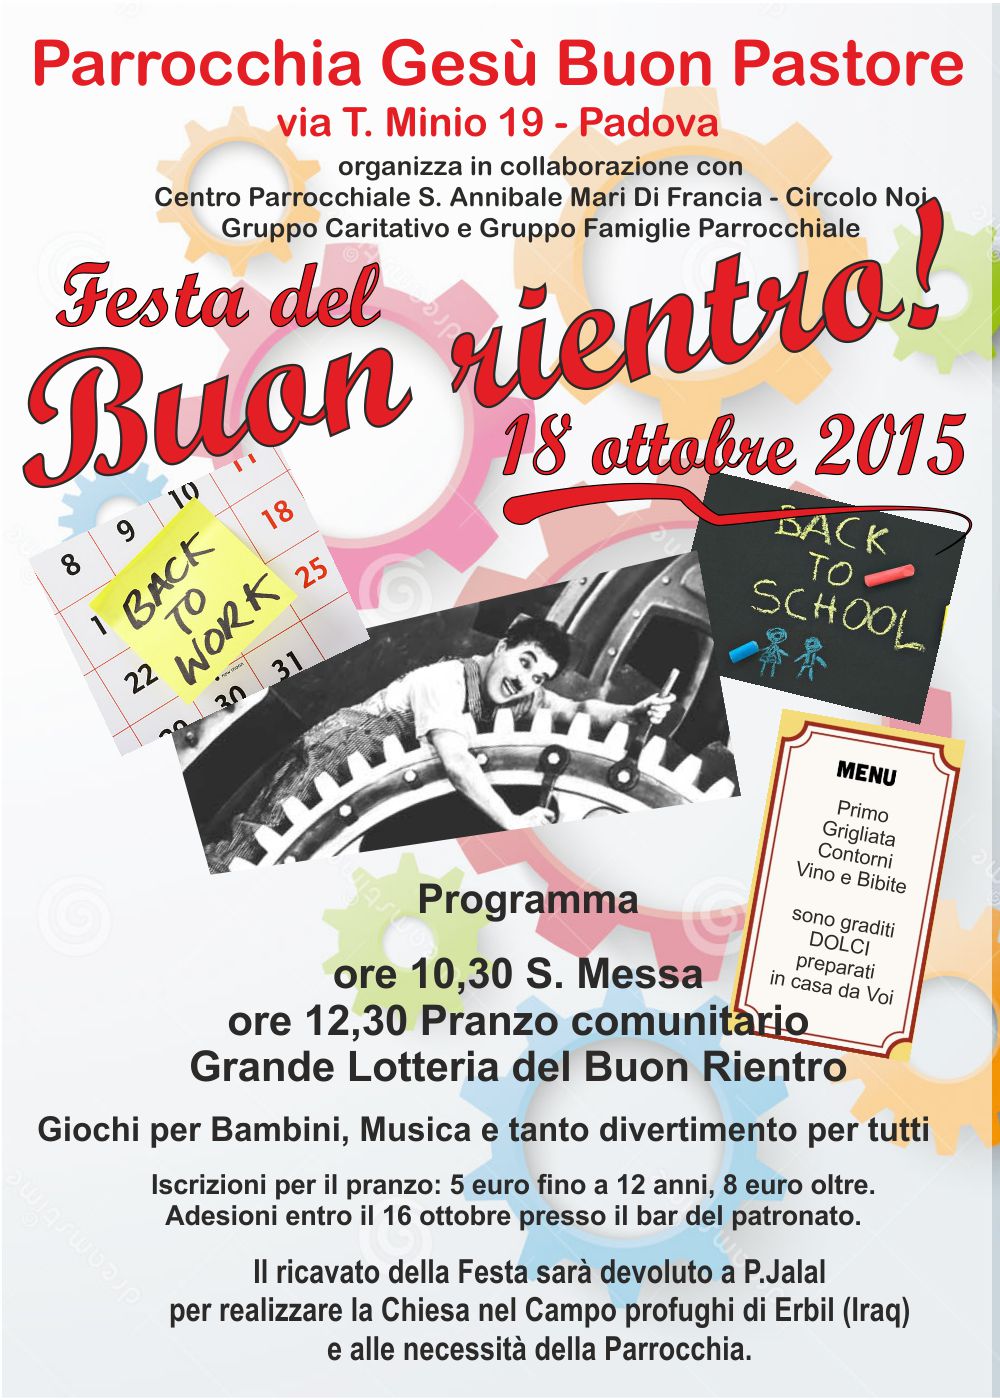 Parrocchia Gesù Buon Pastore
via T. Minio 19 - Padova
organizza in collaborazione con
Centro Parrocchiale S. Annibale Mari Di Francia - Circolo Noi
Gruppo Caritativo e Gruppo Famiglie Parrocchiale
Festa del
Buon rientro!
18 ottobre 2015
8 9 10 11
18
1 25
22
29 30 31
BACK
TO
WORK
BACK
TO
SCHOOL
MENU
Primo
Grigliata
Contorni
Vino e Bibite
sono graditi
DOLCI
preparati
in casa da Voi
Programma
ore 10,30 S. Messa
ore 12,30 Pranzo comunitario
Grande Lotteria del Buon Rientro
Giochi per Bambini, Musica e tanto divertimento per tutti
Iscrizioni per il pranzo: 5 euro fino a 12 anni, 8 euro oltre.
Adesioni entro il 16 ottobre presso il bar del patronato.
Il ricavato della Festa sarà devoluto a P.Jalal
per realizzare la Chiesa nel Campo profughi di Erbil (Iraq)
e alle necessità della Parrocchia.